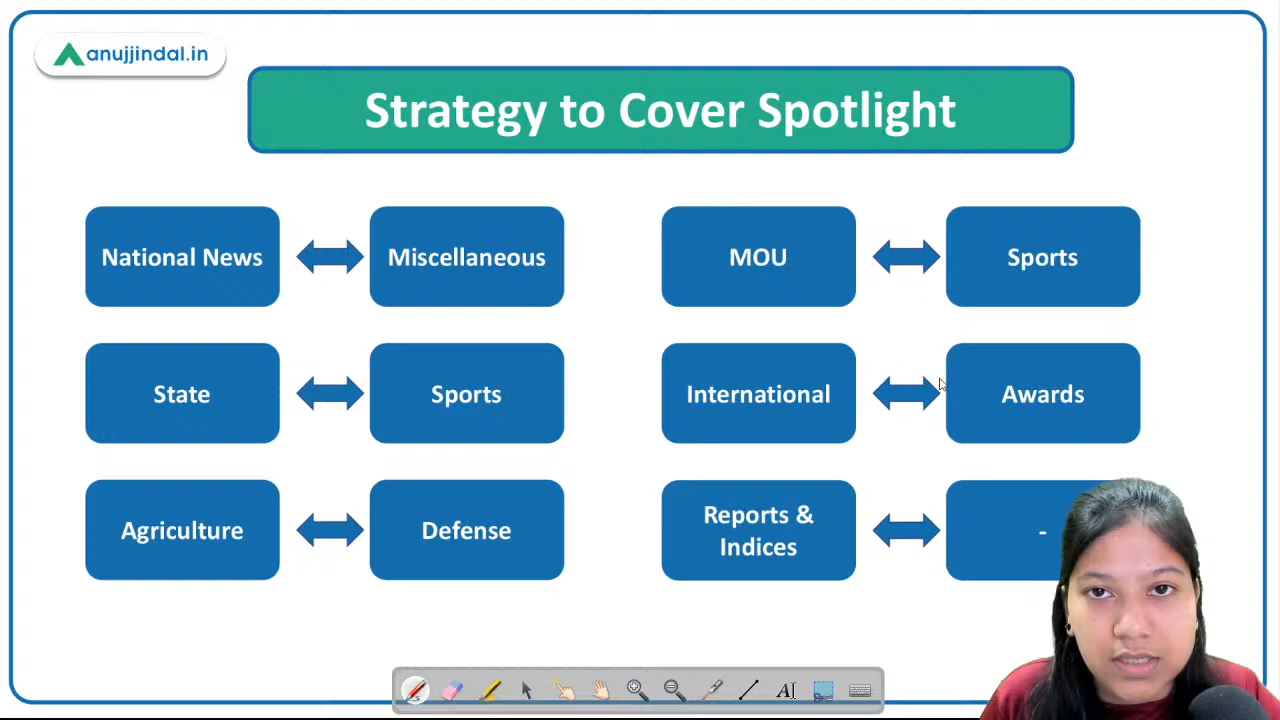 anujjindal.in
Strategy to Cover Spotlight
National News
Miscellaneous
MOU
Sports
State
Sports
International
Awards
Agriculture
Defense
Reports &
Indices
-
A